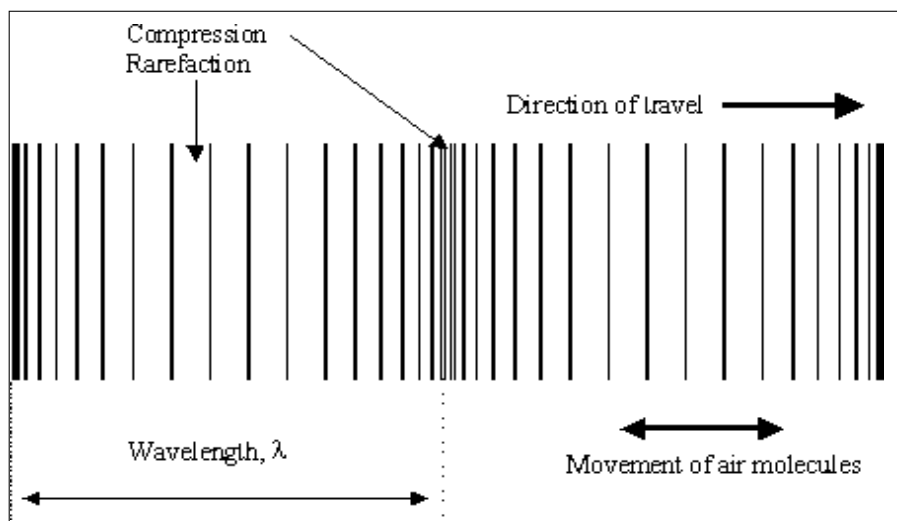 Compression
Rarefaction
Direction of travel
Wavelength, λ
Movement of air molecules